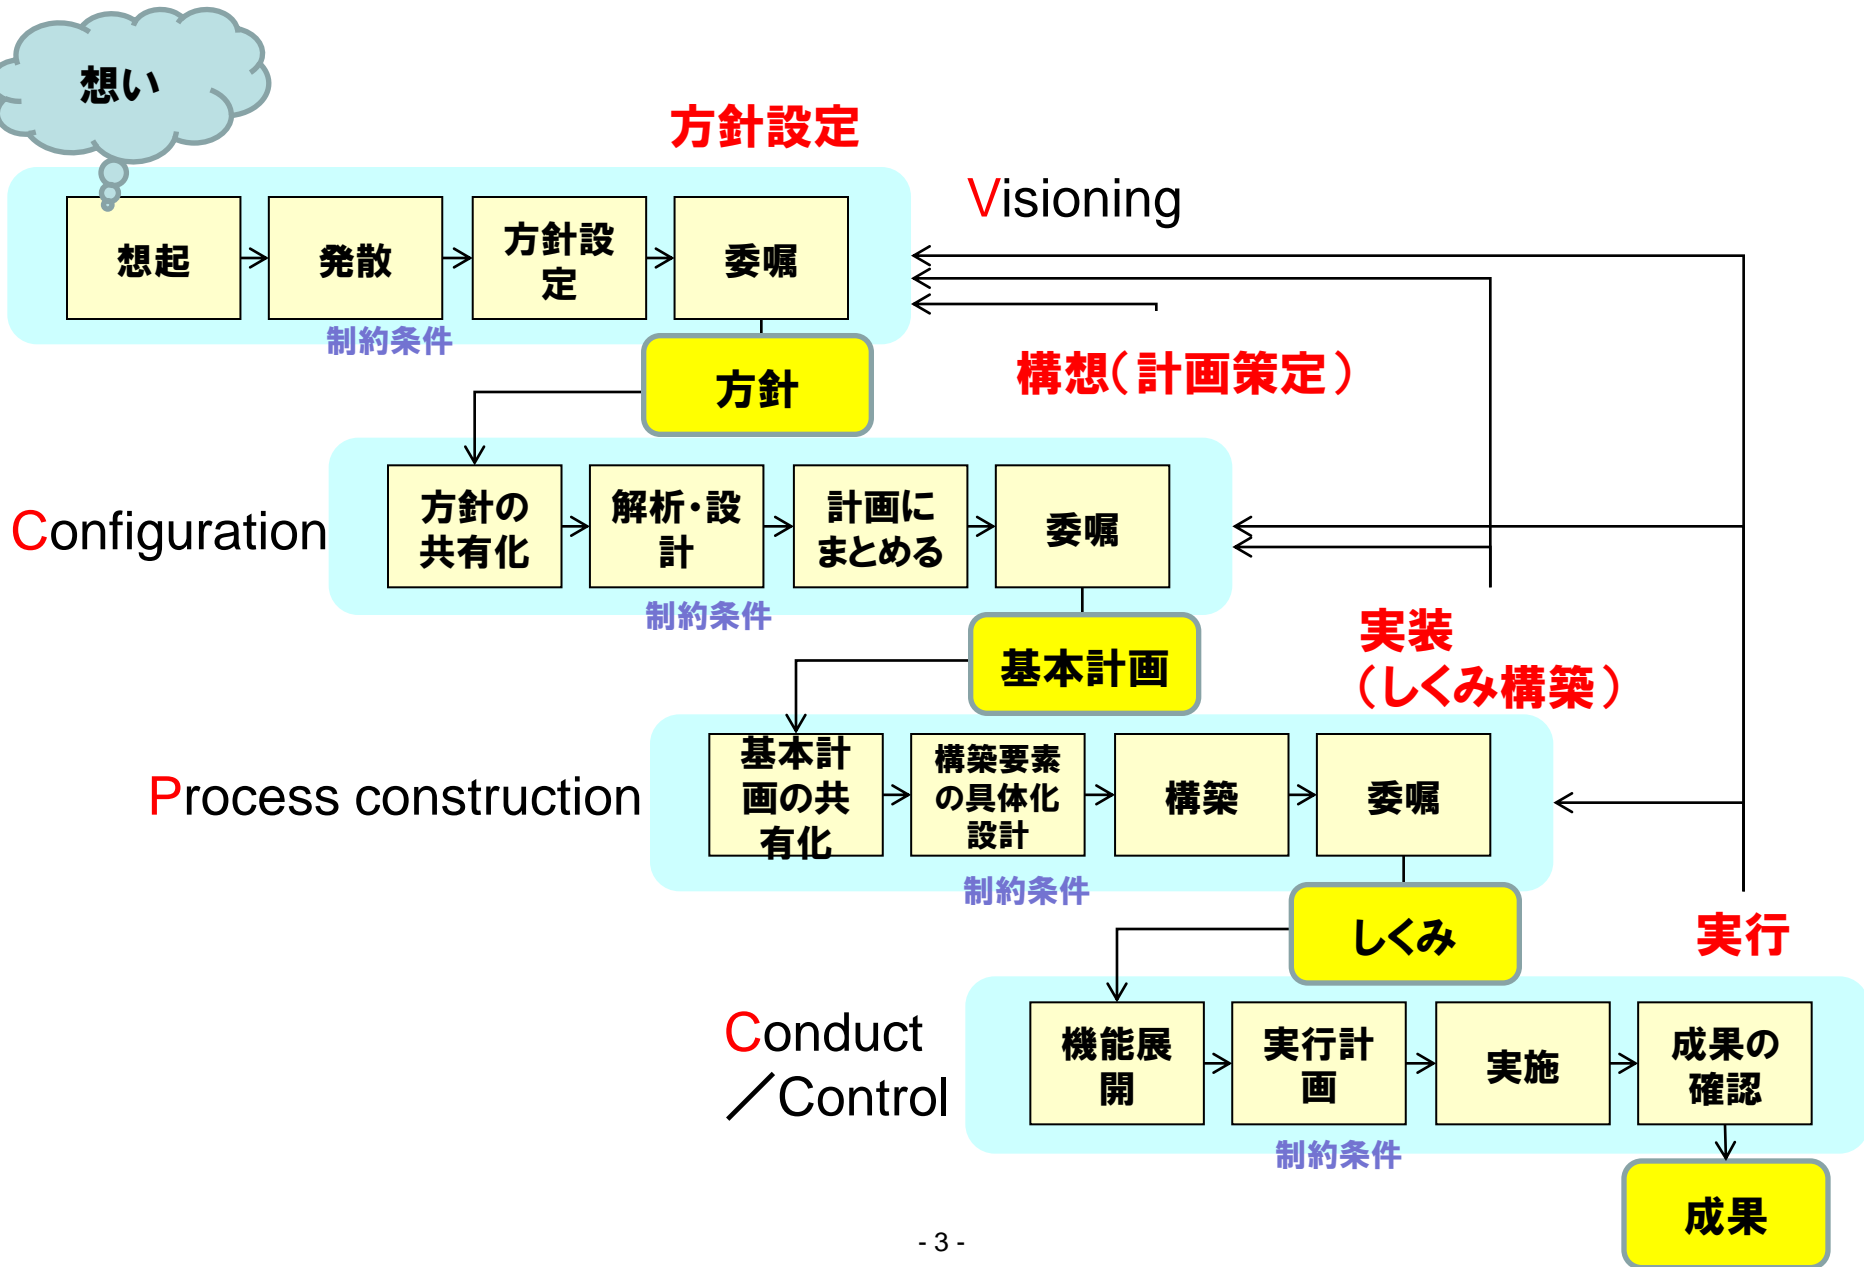 想い
方針設定
Visioning
想起
発散
方針設
定
委嘱
制約条件
方針
構想（計画策定）
Configuration
方針の
共有化
解析・設
計
計画に
まとめる
委嘱
制約条件
基本計画
実装
（しくみ構築）
Process construction
基本計
画の共
有化
構築要素
の具体化
設計
構築
委嘱
制約条件
しくみ
実行
Conduct
／Control
機能展
開
実行計
画
実施
成果の
確認
制約条件
成果
- 3 -